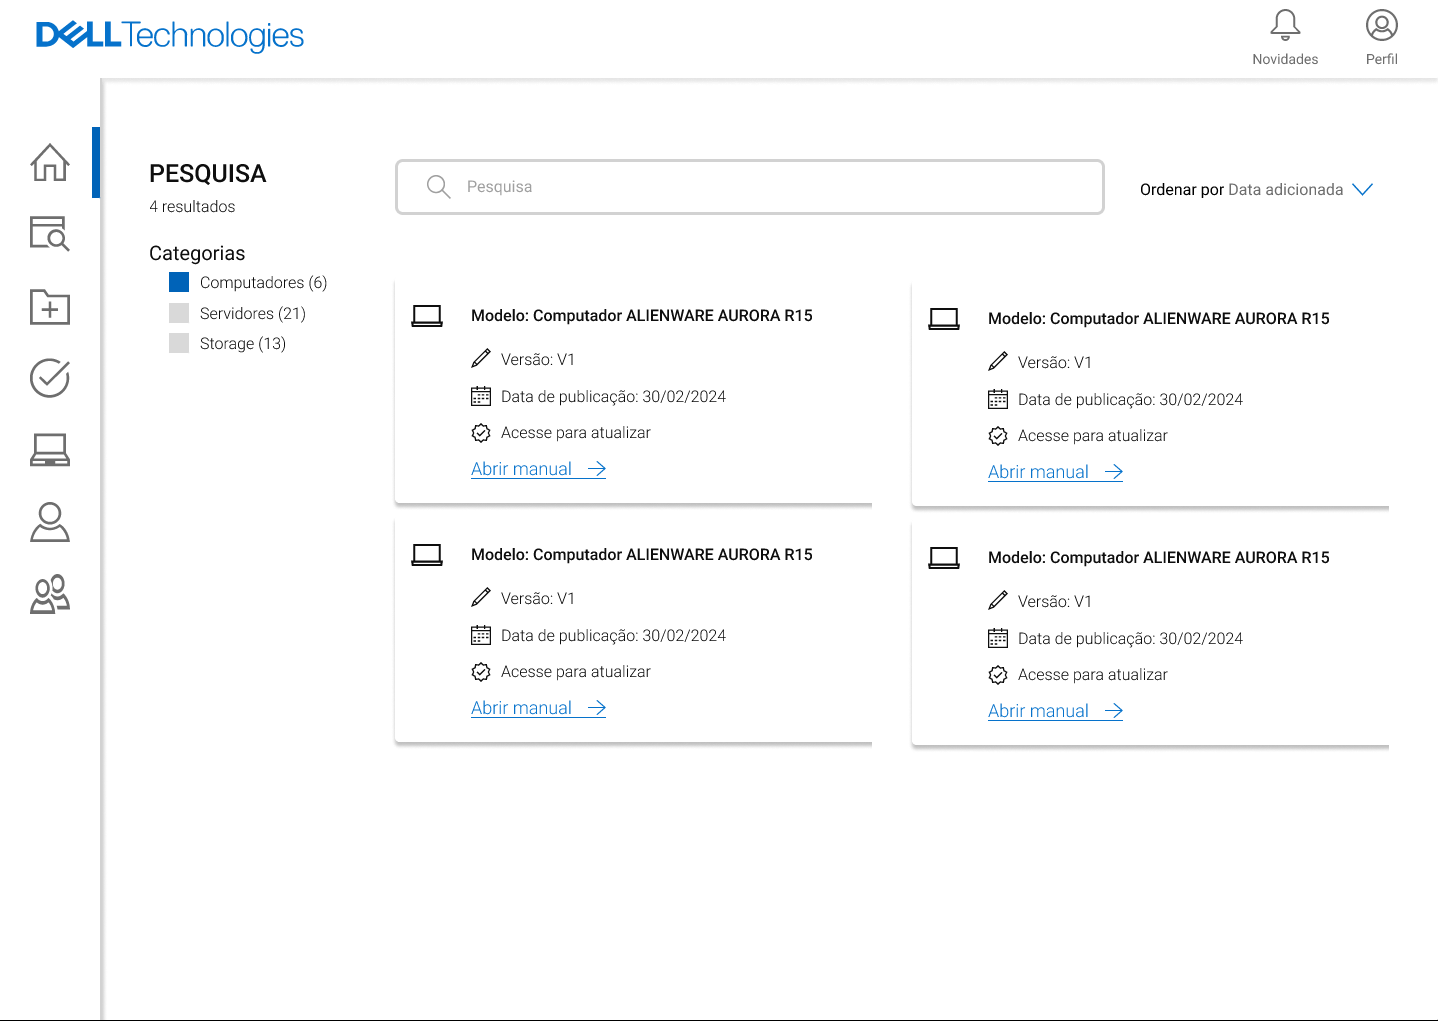 DELL Technologies
Novidades
Perfil
PESQUISA
4 resultados
Pesquisa
Ordenar por Data adicionada
Categorias
Computadores (6)
Servidores (21)
Storage (13)
Modelo: Computador ALIENWARE AURORA R15
Versão: V1
Data de publicação: 30/02/2024
Acesse para atualizar
Abrir manual
Modelo: Computador ALIENWARE AURORA R15
Versão: V1
Data de publicação: 30/02/2024
Acesse para atualizar
Abrir manual
Modelo: Computador ALIENWARE AURORA R15
Versão: V1
Data de publicação: 30/02/2024
Acesse para atualizar
Abrir manual
Modelo: Computador ALIENWARE AURORA R15
Versão: V1
Data de publicação: 30/02/2024
Acesse para atualizar
Abrir manual